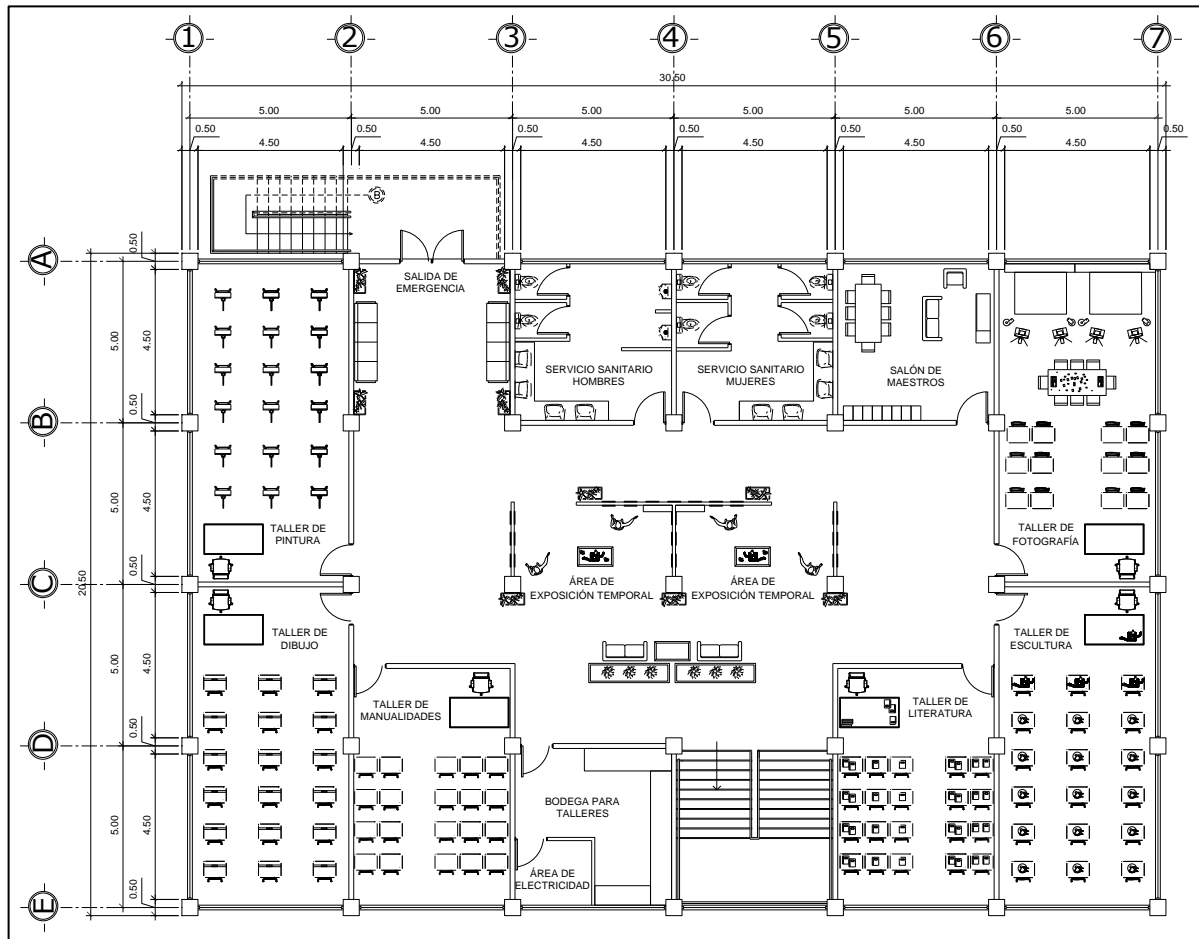 1 2 3 4 5 6 7
30.50
5.00 5.00 5.00 5.00 5.00 5.00
0.50 0.50 0.50 0.50 0.50 0.50 0.50
4.50 4.50 4.50 4.50 4.50 4.50
B
A
0.50
SALIDA DE
EMERGENCIA
5.00
4.50
SERVICIO SANITARIO
HOMBRES
SERVICIO SANITARIO
MUJERES
SALÓN DE
MAESTROS
B
0.50
5.00
4.50
TALLER DE
PINTURA
TALLER DE
FOTOGRAFÍA
C
0.50
20.50
ÁREA DE
EXPOSICIÓN TEMPORAL
ÁREA DE
EXPOSICIÓN TEMPORAL
TALLER DE
DIBUJO
TALLER DE
ESCULTURA
5.00
4.50
TALLER DE
MANUALIDADES
TALLER DE
LITERATURA
D
0.50
5.00
4.50
BODEGA PARA
TALLERES
ÁREA DE
ELECTRICIDAD
E
0.50